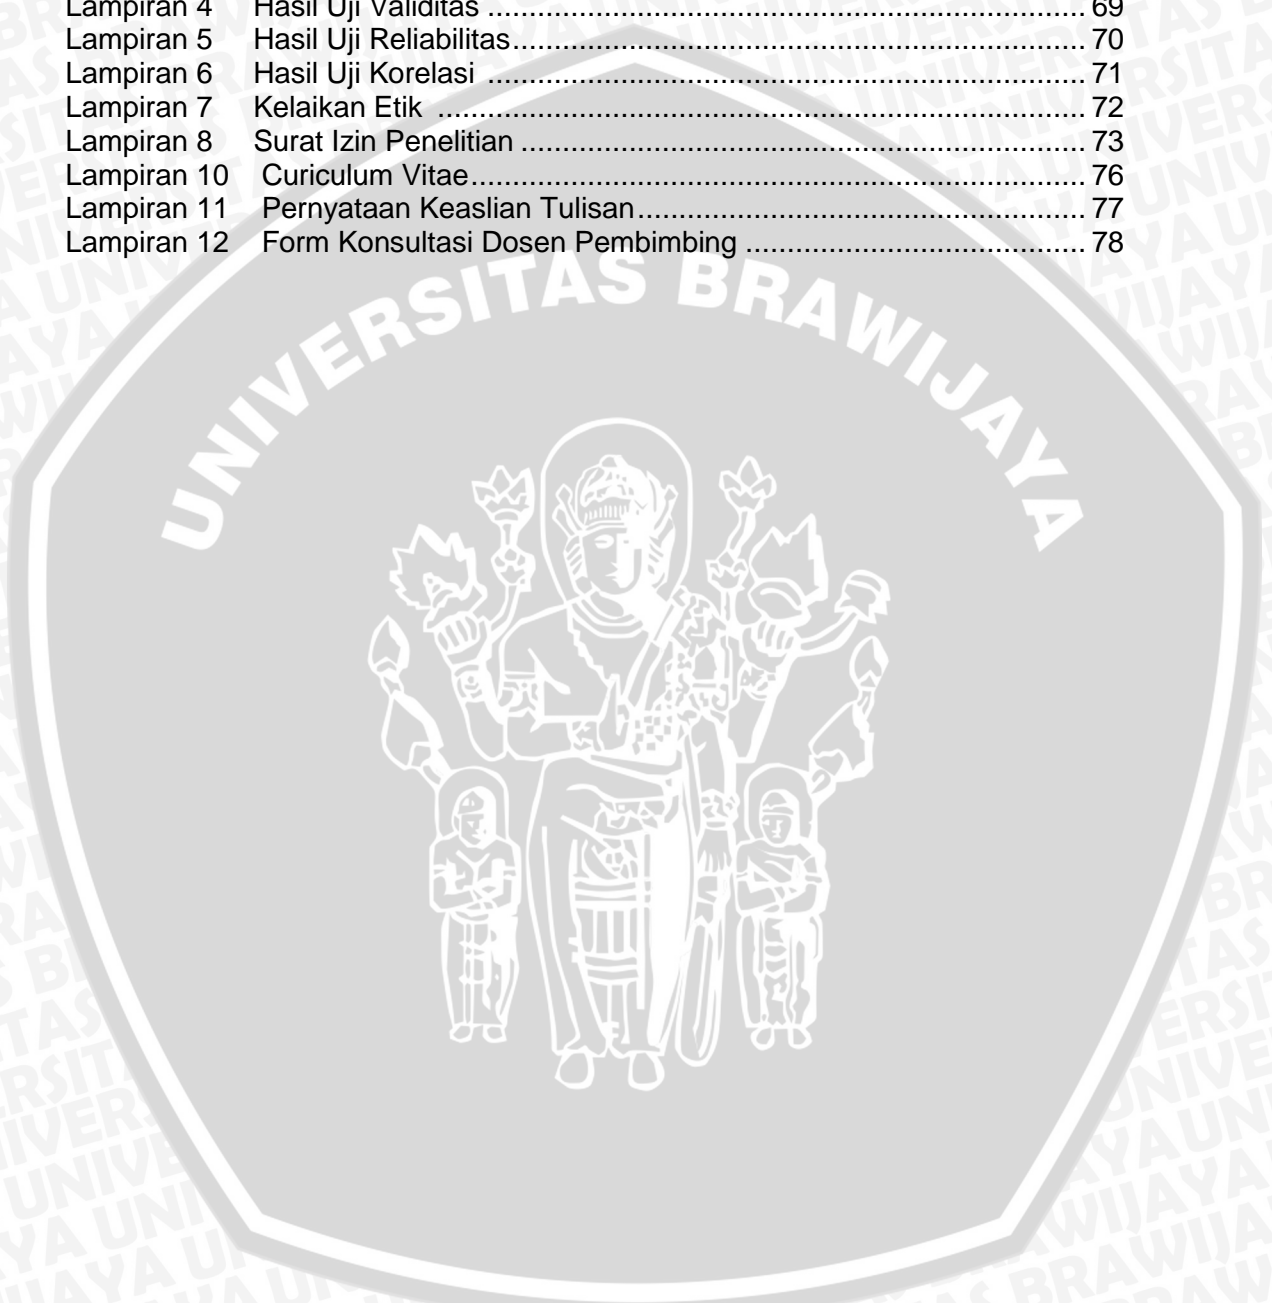 Lampiran 4 Hasil Uji Validitas ........................................................................ 69
Lampiran 5 Hasil Uji Reliabilitas..................................................................... 70
Lampiran 6 Hasil Uji Korelasi ........................................................................ 71
Lampiran 7 Kelaikan Etik .............................................................................. 72
Lampiran 8 Surat Izin Penelitian .................................................................... 73
Lampiran 10 Curiculum Vitae.......................................................................... 76
Lampiran 11 Pernyataan Keaslian Tulisan...................................................... 77
Lampiran 12 Form Konsultasi Dosen Pembimbing ......................................... 78
UNIVERSITAS BRAWIJAYA